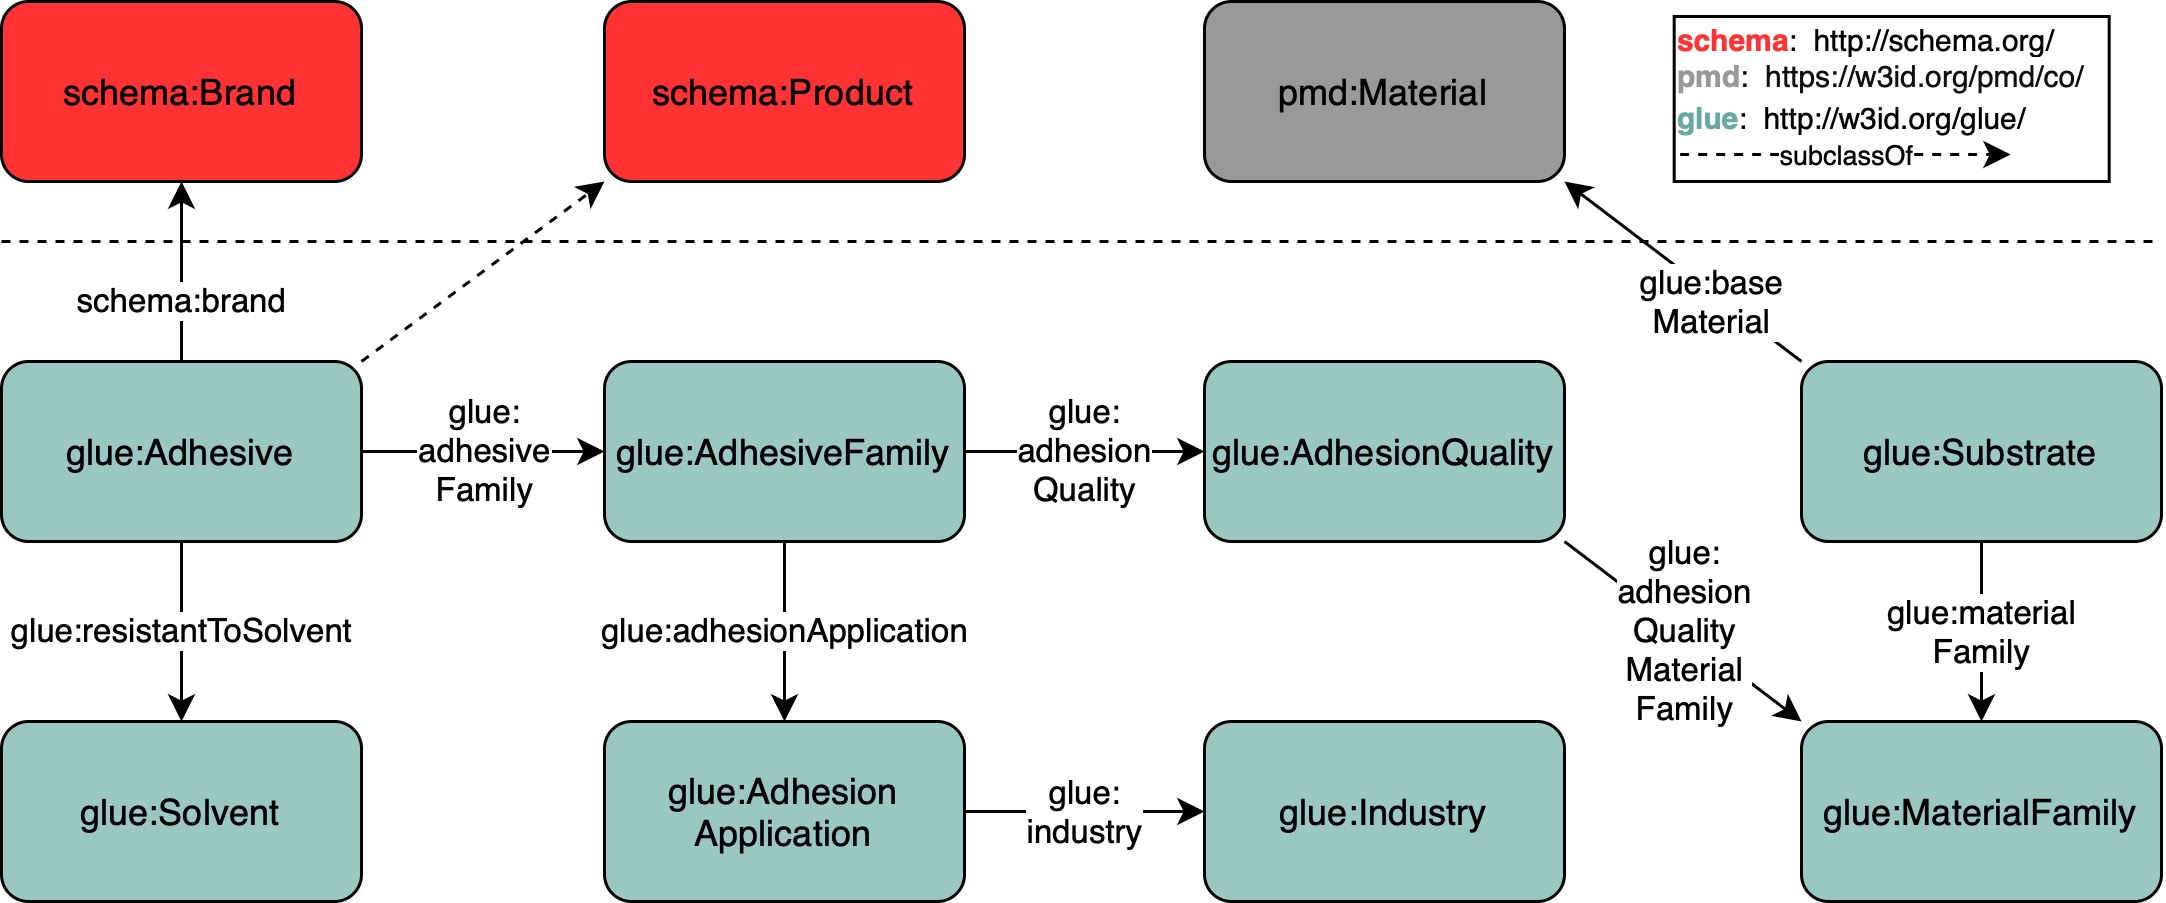 schema:Brand
schema:Product
pmd:Material
schema: http://schema.org/
pmd: https://w3id.org/pmd/co/
glue: http://w3id.org/glue/
subclassOf
schema:brand
glue:base
Material
glue:Adhesive
glue:
adhesive
Family
glue:AdhesiveFamily
glue:
adhesion
Quality
glue:AdhesionQuality
glue:Substrate
glue:resistantToSolvent
glue:adhesionApplication
glue:
adhesion
Quality
Material
Family
glue:material
Family
glue:Solvent
glue:Adhesion
Application
glue:
industry
glue:Industry
glue:MaterialFamily